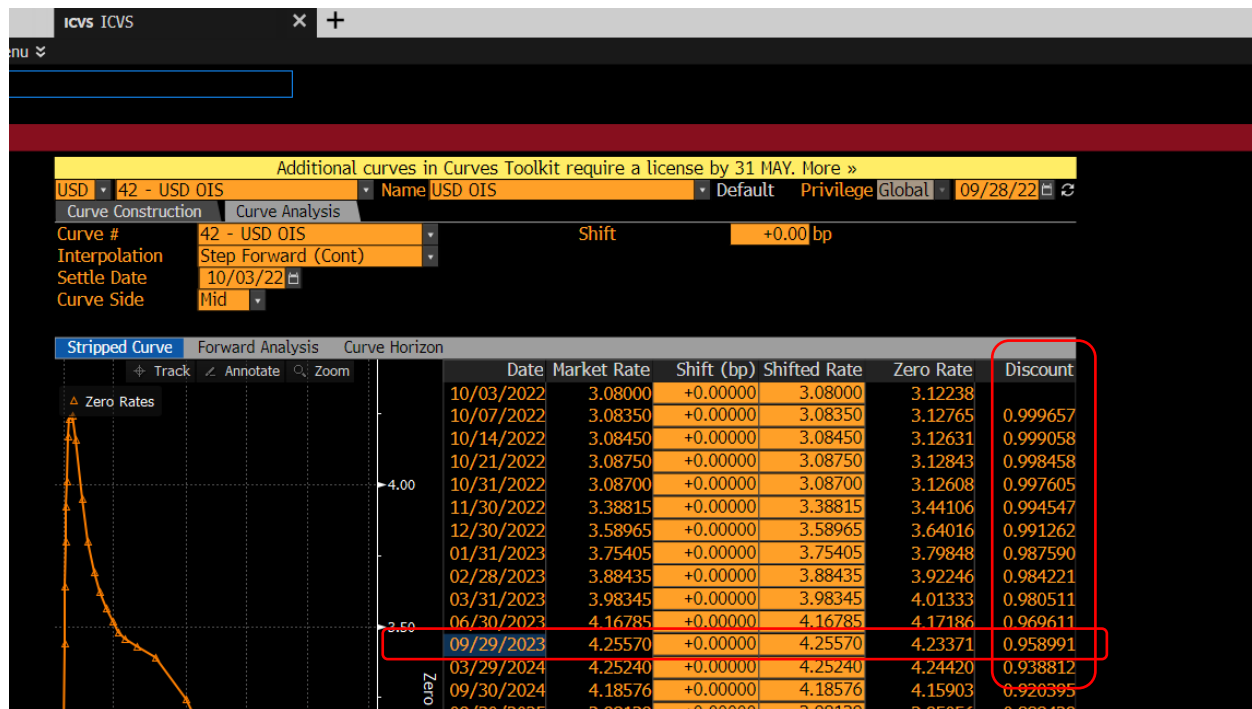 ICVS ICVS × +
enu
Additional curves in Curves Toolkit require a license by 31 MAY. More »
USD 42 - USD OIS Name USD OIS Default Privilege Global 09/28/22
Curve Construction Curve Analysis
Curve # 42 - USD OIS Shift +0.00 bp
Interpolation Step Forward (Cont)
Settle Date 10/03/22
Curve Side Mid
Stripped Curve Forward Analysis Curve Horizon
Track Annotate Zoom Date Market Rate Shift (bp) Shifted Rate Zero Rate Discount
10/03/2022 3.08000 +0.00000 3.08000 3.12238
Zero Rates
10/07/2022 3.08350 +0.00000 3.08350 3.12765 0.999657
10/14/2022 3.08450 +0.00000 3.08450 3.12631 0.999058
10/21/2022 3.08750 +0.00000 3.08750 3.12843 0.998458
4.00 10/31/2022 3.08700 +0.00000 3.08700 3.12608 0.997605
11/30/2022 3.38815 +0.00000 3.38815 3.44106 0.994547
12/30/2022 3.58965 +0.00000 3.58965 3.64016 0.991262
01/31/2023 3.75405 +0.00000 3.75405 3.79848 0.987590
02/28/2023 3.88435 +0.00000 3.88435 3.92246 0.984221
03/31/2023 3.98345 +0.00000 3.98345 4.01333 0.980511
3.50 06/30/2023 4.16785 +0.00000 4.16785 4.17186 0.969611
09/29/2023 4.25570 +0.00000 4.25570 4.23371 0.958991
03/29/2024 4.25240 +0.00000 4.25240 4.24420 0.938812
Zero 09/30/2024 4.18576 +0.00000 4.18576 4.15903 0.920395